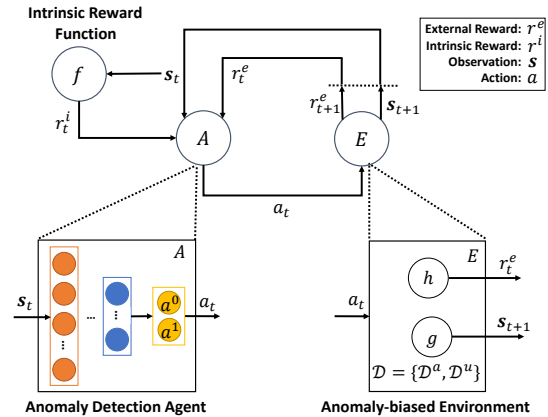 Intrinsic Reward
Function
External Reward: r^e
Intrinsic Reward: r^i
Observation: s
Action: a
f
s_t
r_t^e
r_{t+1}^e
s_{t+1}
r_t^i
A
E
a_t
A
s_t
...
a^0
a^1
a_t
⋮
⋮
E
h
r_t^e
a_t
g
s_{t+1}
𝒟 = {𝒟^a, 𝒟^u}
Anomaly Detection Agent
Anomaly-biased Environment